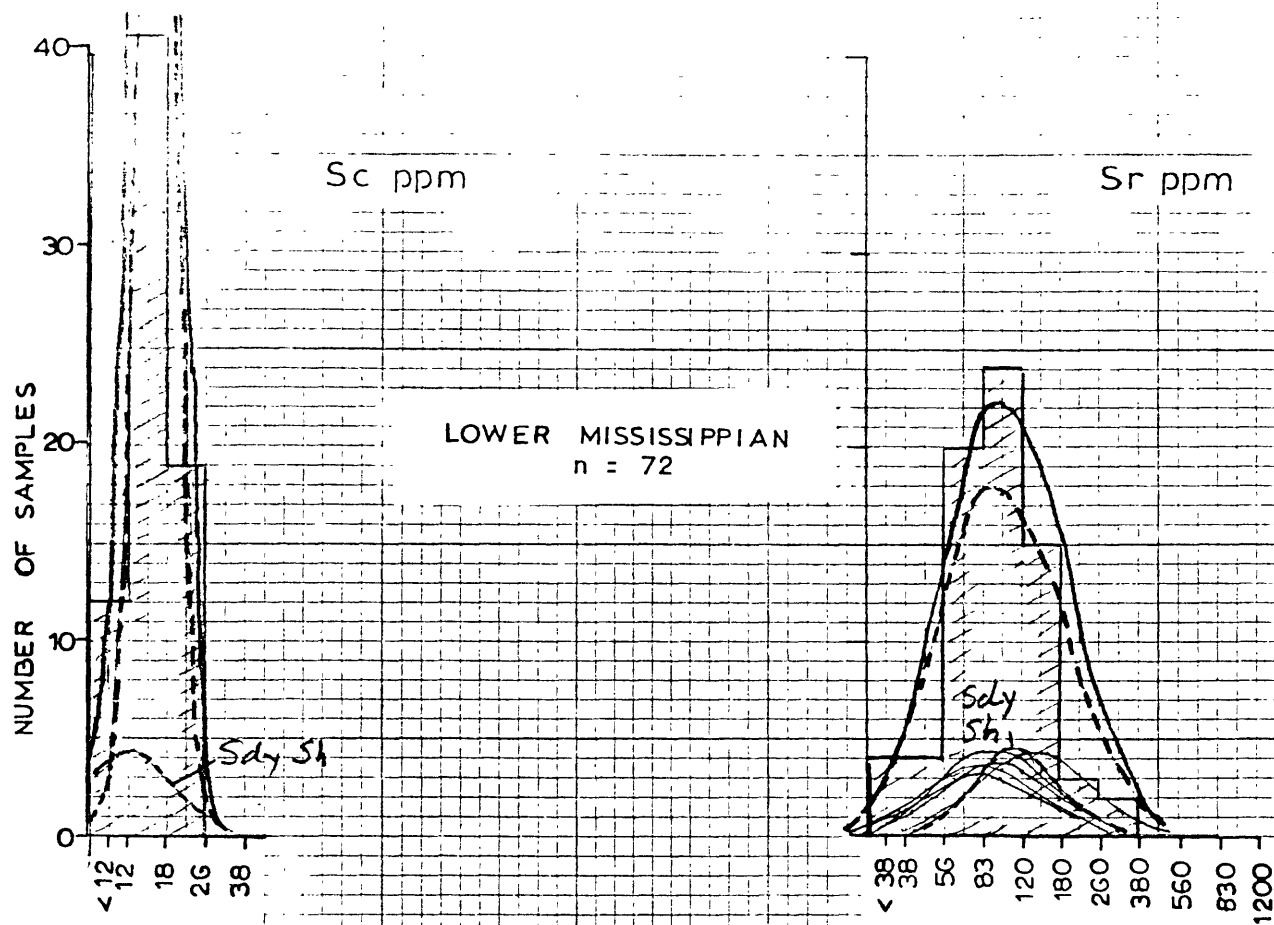 40
30
20
10
0
NUMBER OF SAMPLES
Sc ppm
Sdy Sh
< 12
12
18
26
38
LOWER MISSISSIPPIAN
n = 72
Sr ppm
Sdy
Sh
< 38
38
56
83
120
180
260
380
560
830
1200